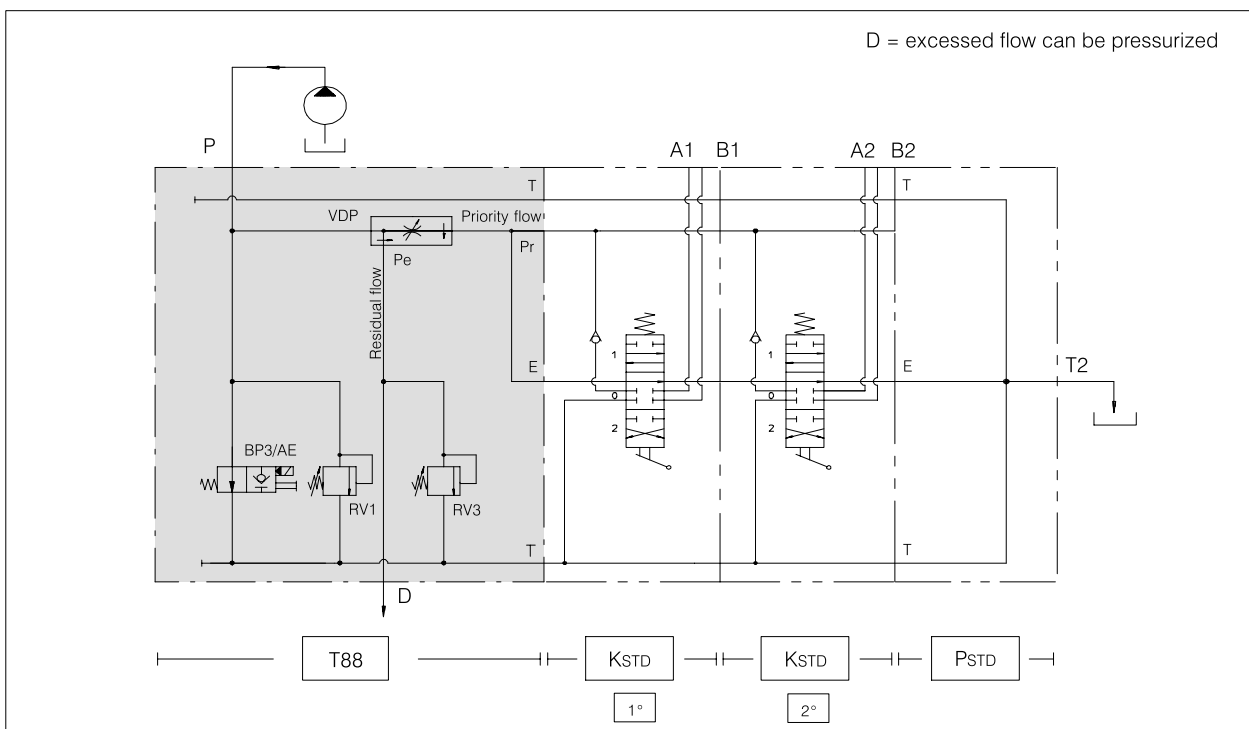 D = excessed flow can be pressurized
P
A1 B1 A2 B2
T T
VDP Priority flow
Pr
Pe
Residual flow
E E T2
1 1
0 0
2 2
BP3/AE
RV1 RV3
T T
D
T88 KSTD KSTD PSTD
1° 2°